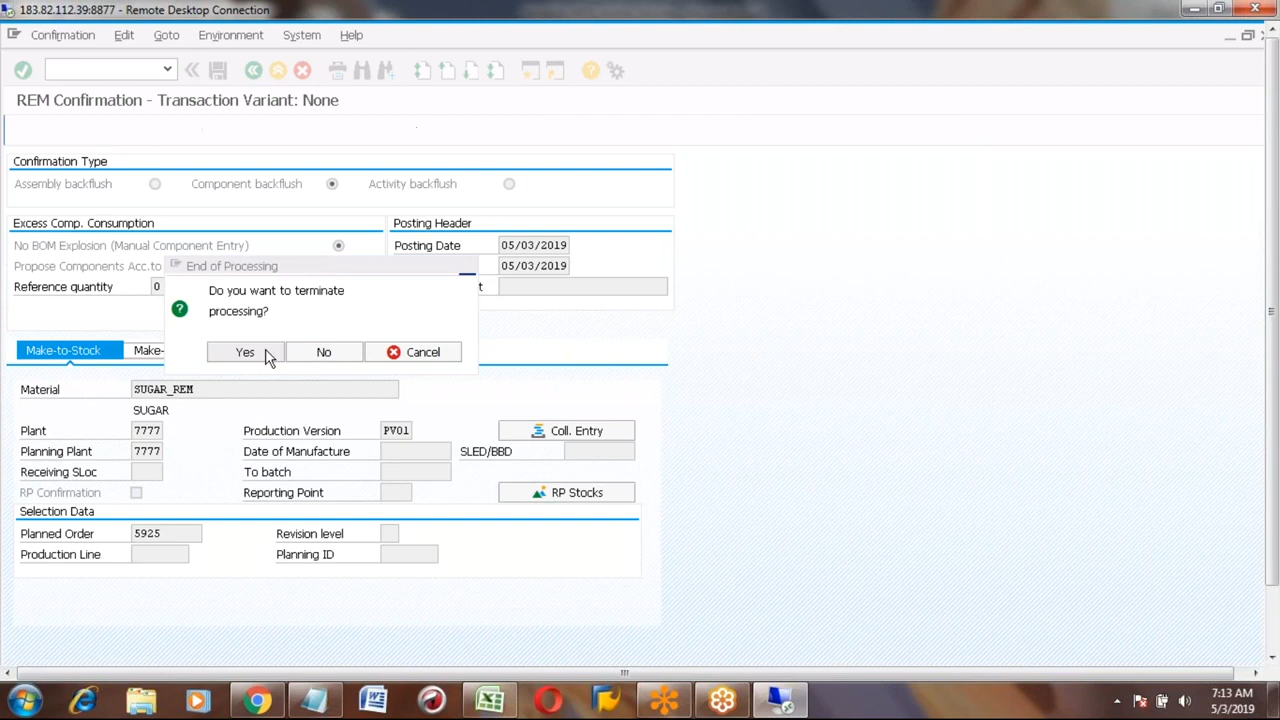 183.82.112.39:8877 - Remote Desktop Connection
Confirmation Edit Goto Environment System Help
REM Confirmation - Transaction Variant: None
Confirmation Type
Assembly backflush Component backflush Activity backflush
Excess Comp. Consumption Posting Header
No BOM Explosion (Manual Component Entry) Posting Date 05/03/2019
Propose Components Acc.to 05/03/2019
Reference quantity 0 t
End of Processing
Do you want to terminate
processing?
Yes No Cancel
Make-to-Stock Make-
Material SUGAR_REM
SUGAR
Plant 7777 Production Version PV01 Coll. Entry
Planning Plant 7777 Date of Manufacture SLED/BBD
Receiving SLoc To batch
RP Confirmation Reporting Point RP Stocks
Selection Data
Planned Order 5925 Revision level
Production Line Planning ID
7:13 AM
5/3/2019